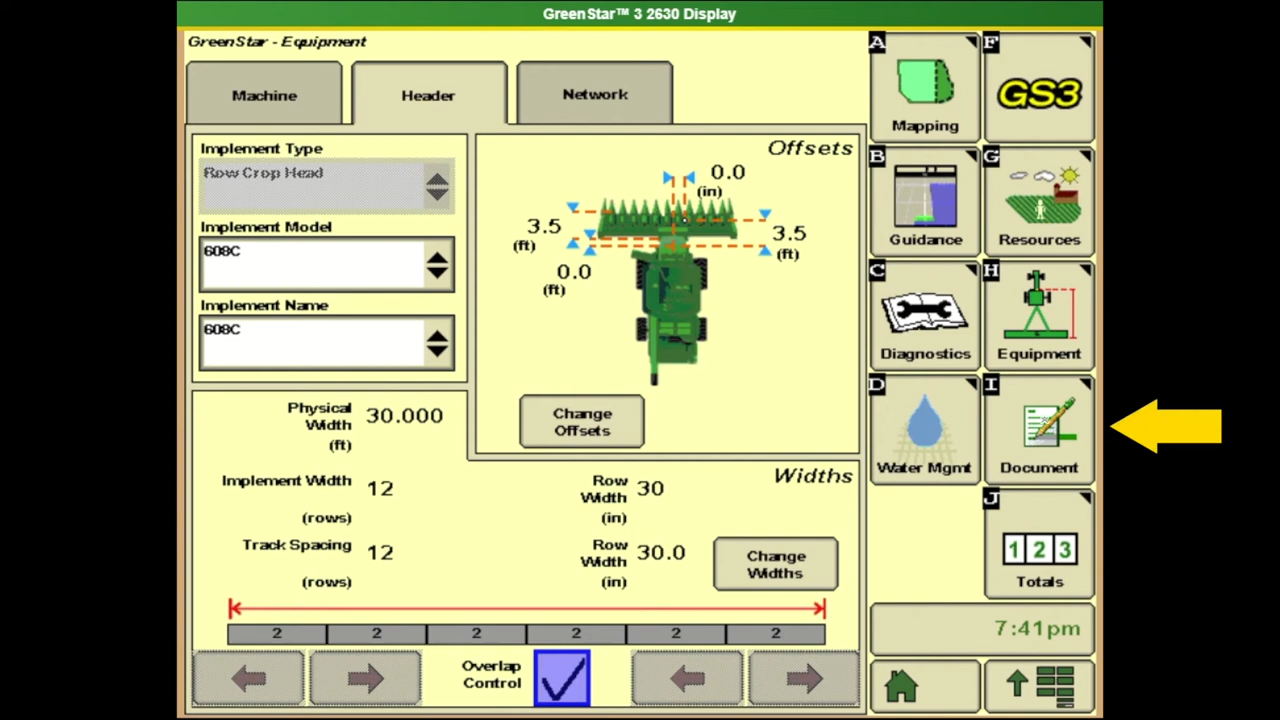 GreenStar™ 3 2630 Display
GreenStar - Equipment
Machine
Header
Network
Implement Type
Row Crop Head
Implement Model
608C
Implement Name
608C
Offsets
0.0
(in)
3.5
(ft)
3.5
(ft)
0.0
(ft)
Change
Offsets
Physical
Width
(ft)
30.000
Widths
Implement Width
(rows)
12
Row
Width
(in)
30
Track Spacing
(rows)
12
Row
Width
(in)
30.0
Change
Widths
2 2 2 2 2 2
Overlap
Control
A
Mapping
F
GS3
B
Guidance
G
Resources
C
Diagnostics
H
Equipment
D
Water Mgmt
I
Document
J
1 2 3
Totals
7:41pm